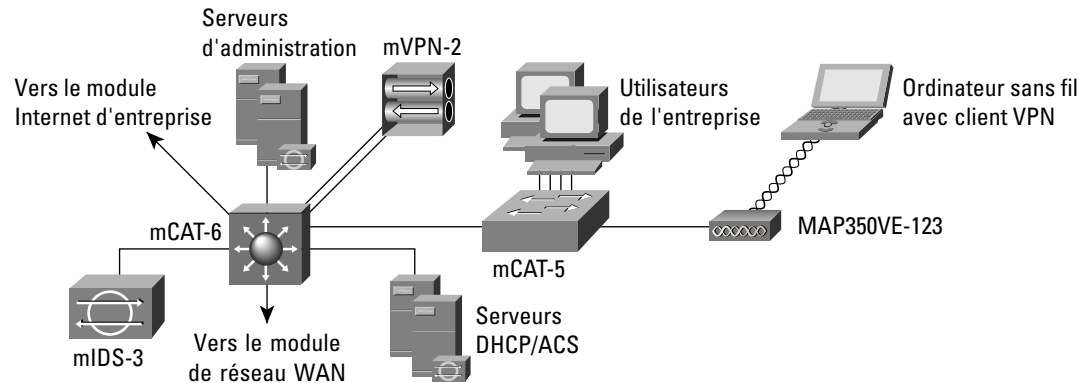 Serveurs
d'administration
mVPN-2
Vers le module
Internet d'entreprise
Utilisateurs
de l'entreprise
Ordinateur sans fil
avec client VPN
mCAT-6
MAP350VE-123
mCAT-5
mIDS-3
Vers le module
de réseau WAN
Serveurs
DHCP/ACS